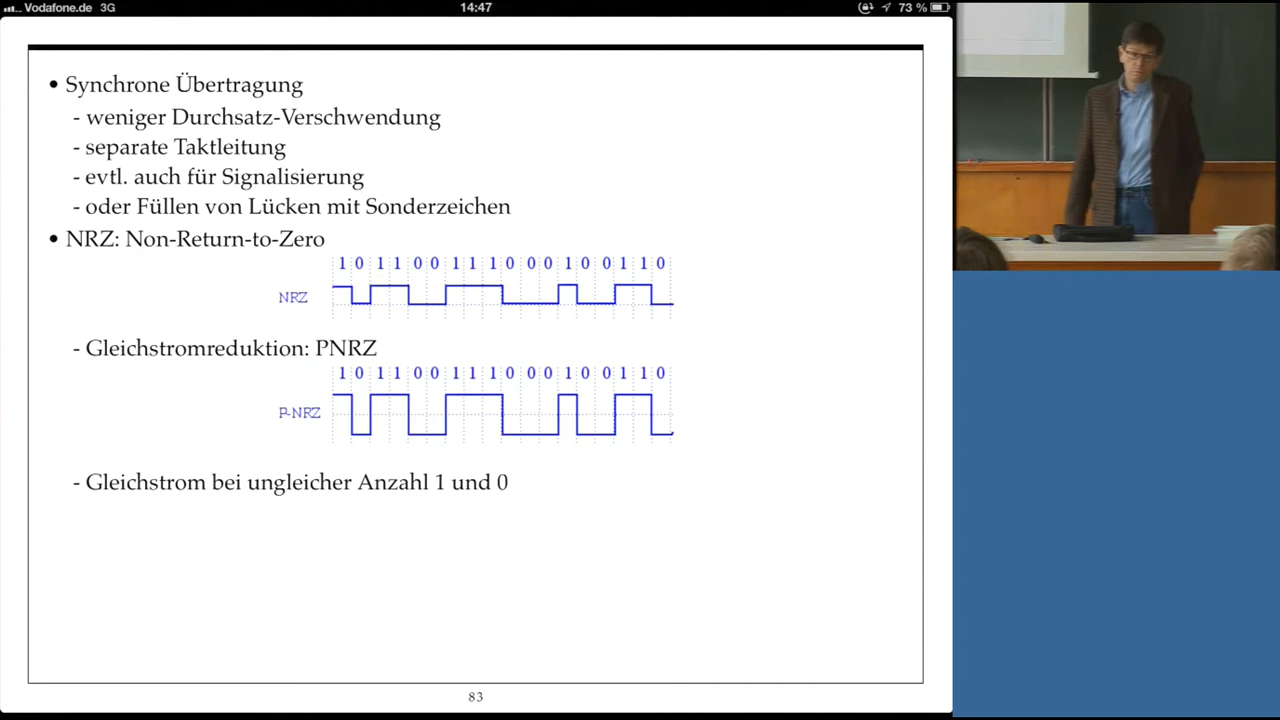 Vodafone.de 3G 14:47 73 %
• Synchrone Übertragung
- weniger Durchsatz-Verschwendung
- separate Taktleitung
- evtl. auch für Signalisierung
- oder Füllen von Lücken mit Sonderzeichen
• NRZ: Non-Return-to-Zero
1 0 1 1 0 0 1 1 1 0 0 0 1 0 0 1 1 0
NRZ
- Gleichstromreduktion: PNRZ
1 0 1 1 0 0 1 1 1 0 0 0 1 0 0 1 1 0
P-NRZ
- Gleichstrom bei ungleicher Anzahl 1 und 0
83